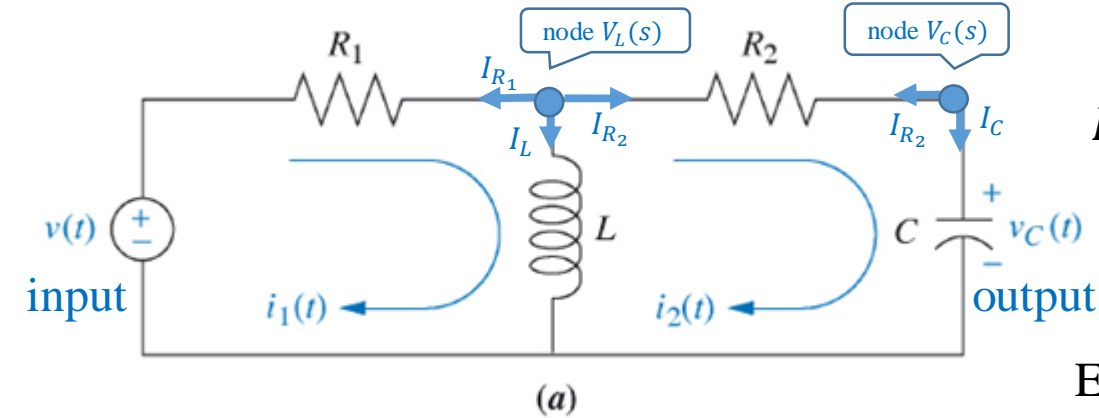 node V_L(s)
node V_C(s)
R_1
R_2
I_{R_1}
I_L
I_{R_2}
I_{R_2}
I_C
v(t)
+
−
L
C
+
v_C(t)
−
input
i_1(t)
i_2(t)
output
(a)
E